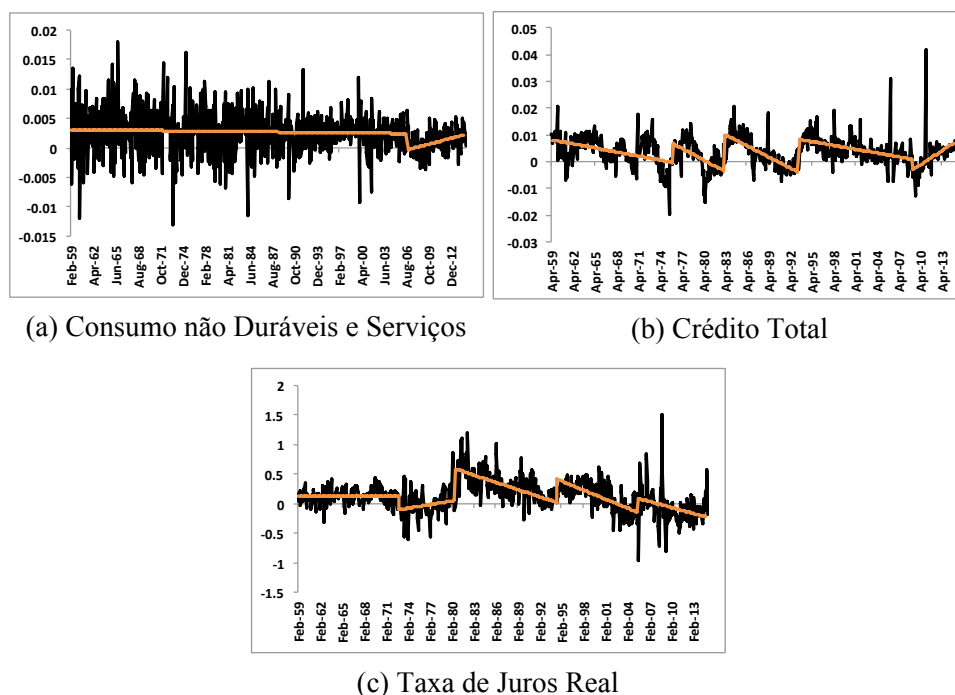 0.02
0.015
0.01
0.005
0
-0.005
-0.01
-0.015
Feb-59
Apr-62
Jun-65
Aug-68
Oct-71
Dec-74
Feb-78
Apr-81
Jun-84
Aug-87
Oct-90
Dec-93
Feb-97
Apr-00
Jun-03
Aug-06
Oct-09
Dec-12
(a) Consumo não Duráveis e Serviços
0.05
0.04
0.03
0.02
0.01
0
-0.01
-0.02
-0.03
Apr-59
Apr-62
Apr-65
Apr-68
Apr-71
Apr-74
Apr-77
Apr-80
Apr-83
Apr-86
Apr-89
Apr-92
Apr-95
Apr-98
Apr-01
Apr-04
Apr-07
Apr-10
Apr-13
(b) Crédito Total
2
1.5
1
0.5
0
-0.5
-1
-1.5
Feb-59
Feb-62
Feb-65
Feb-68
Feb-71
Feb-74
Feb-77
Feb-80
Feb-83
Feb-86
Feb-89
Feb-92
Feb-95
Feb-98
Feb-01
Feb-04
Feb-07
Feb-10
Feb-13
(c) Taxa de Juros Real